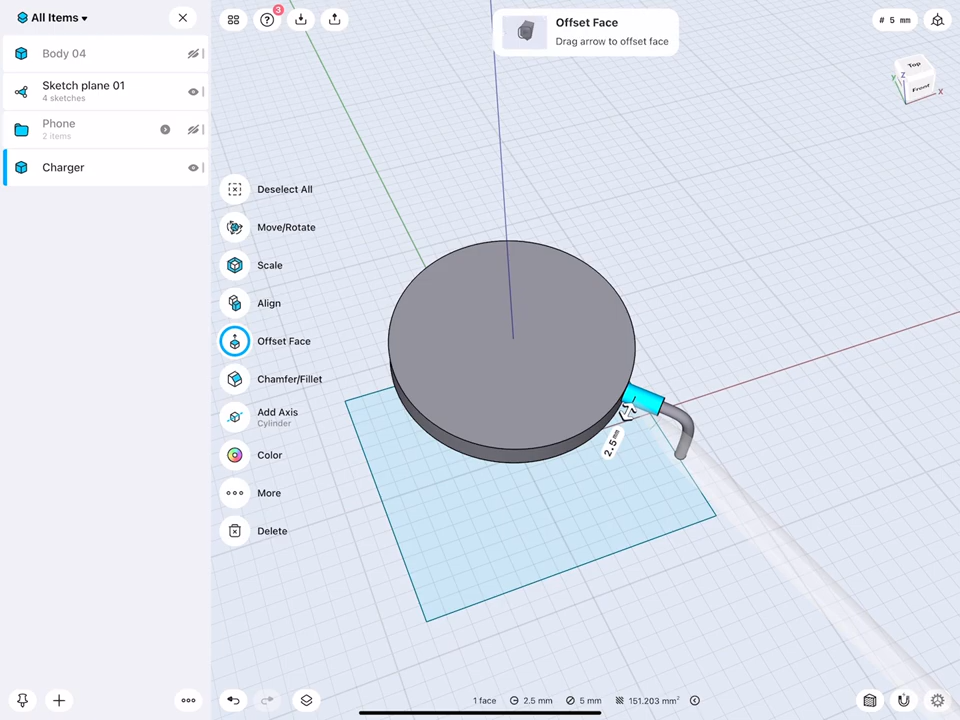 All Items ▾
Body 04
Sketch plane 01
4 sketches
Phone
2 items
Charger
3
Offset Face
Drag arrow to offset face
# 5 mm
Top
Front
Z
y
X
Deselect All
Move/Rotate
Scale
Align
Offset Face
Chamfer/Fillet
Add Axis
Cylinder
Color
More
Delete
2.5 mm
1 face
2.5 mm
5 mm
151.203 mm²